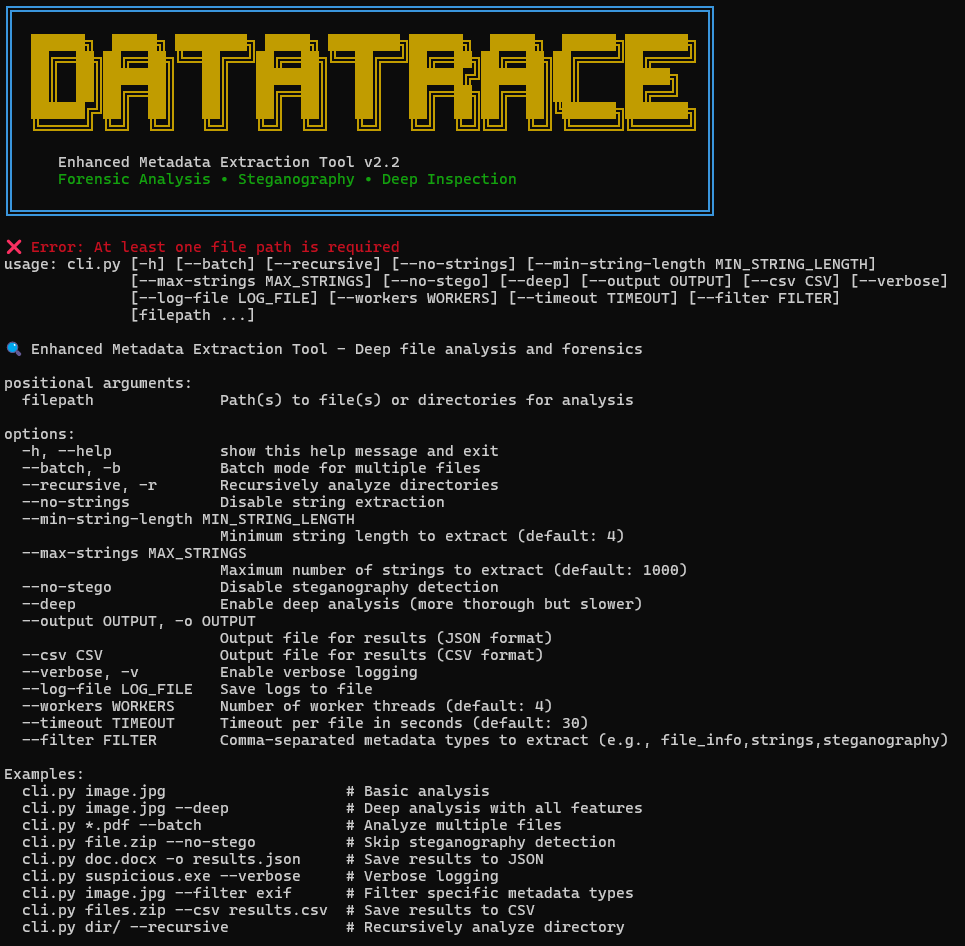 DATATRACE
Enhanced Metadata Extraction Tool v2.2
Forensic Analysis • Steganography • Deep Inspection
❌ Error: At least one file path is required
usage: cli.py [-h] [--batch] [--recursive] [--no-strings] [--min-string-length MIN_STRING_LENGTH]
[--max-strings MAX_STRINGS] [--no-stego] [--deep] [--output OUTPUT] [--csv CSV] [--verbose]
[--log-file LOG_FILE] [--workers WORKERS] [--timeout TIMEOUT] [--filter FILTER]
[filepath ...]
🔍 Enhanced Metadata Extraction Tool - Deep file analysis and forensics
positional arguments:
filepath Path(s) to file(s) or directories for analysis
options:
-h, --help show this help message and exit
--batch, -b Batch mode for multiple files
--recursive, -r Recursively analyze directories
--no-strings Disable string extraction
--min-string-length MIN_STRING_LENGTH
Minimum string length to extract (default: 4)
--max-strings MAX_STRINGS
Maximum number of strings to extract (default: 1000)
--no-stego Disable steganography detection
--deep Enable deep analysis (more thorough but slower)
--output OUTPUT, -o OUTPUT
Output file for results (JSON format)
--csv CSV Output file for results (CSV format)
--verbose, -v Enable verbose logging
--log-file LOG_FILE Save logs to file
--workers WORKERS Number of worker threads (default: 4)
--timeout TIMEOUT Timeout per file in seconds (default: 30)
--filter FILTER Comma-separated metadata types to extract (e.g., file_info,strings,steganography)
Examples:
cli.py image.jpg # Basic analysis
cli.py image.jpg --deep # Deep analysis with all features
cli.py *.pdf --batch # Analyze multiple files
cli.py file.zip --no-stego # Skip steganography detection
cli.py doc.docx -o results.json # Save results to JSON
cli.py suspicious.exe --verbose # Verbose logging
cli.py image.jpg --filter exif # Filter specific metadata types
cli.py files.zip --csv results.csv # Save results to CSV
cli.py dir/ --recursive # Recursively analyze directory